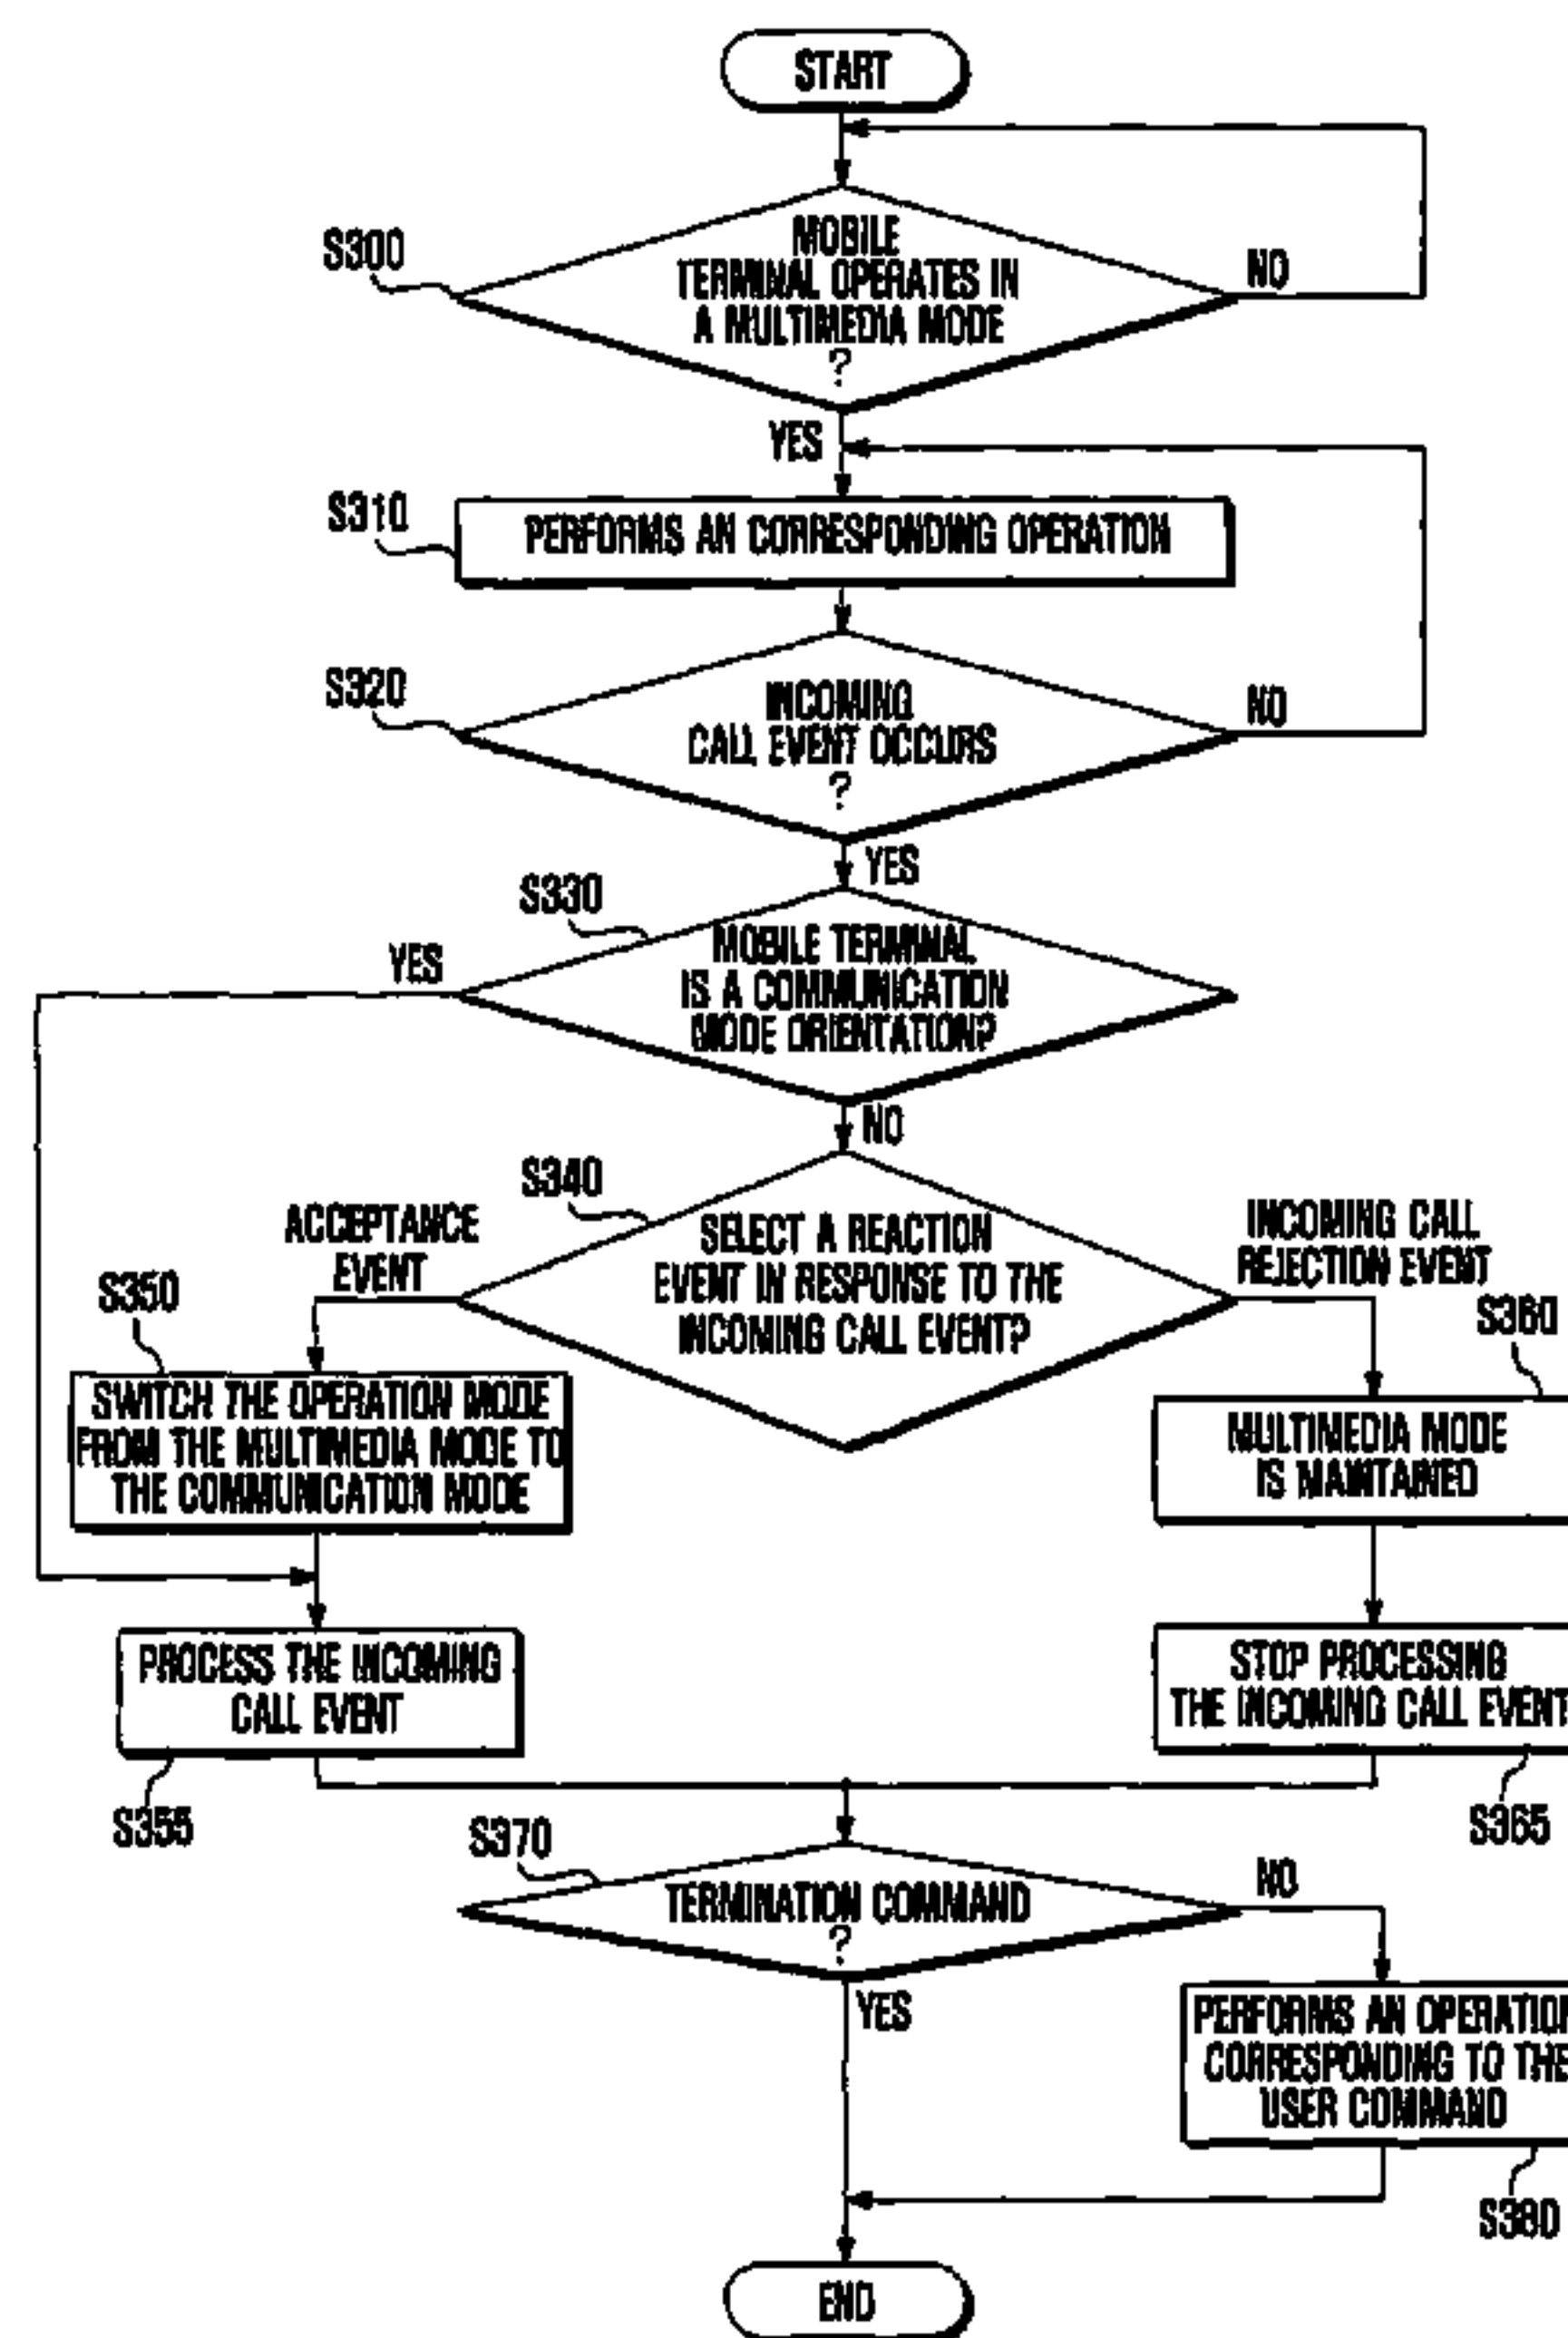 START
S300
MOBILE
TERMINAL OPERATES IN
A MULTIMEDIA MODE
?
NO
YES
S310
PERFORMS AN CORRESPONDING OPERATION
S320
INCOMING
CALL EVENT OCCURS
?
NO
YES
S330
YES
MOBILE TERMINAL
IS A COMMUNICATION
MODE ORIENTATION?
NO
S340
ACCEPTANCE
EVENT
SELECT A REACTION
EVENT IN RESPONSE TO THE
INCOMING CALL EVENT?
INCOMING CALL
REJECTION EVENT
S350
S360
SWITCH THE OPERATION MODE
FROM THE MULTIMEDIA MODE TO
THE COMMUNICATION MODE
MULTIMEDIA MODE
IS MAINTAINED
PROCESS THE INCOMING
CALL EVENT
STOP PROCESSING
THE INCOMING CALL EVENT
S355
S365
S370
TERMINATION COMMAND
?
NO
YES
PERFORMS AN OPERATION
CORRESPONDING TO THE
USER COMMAND
S380
END